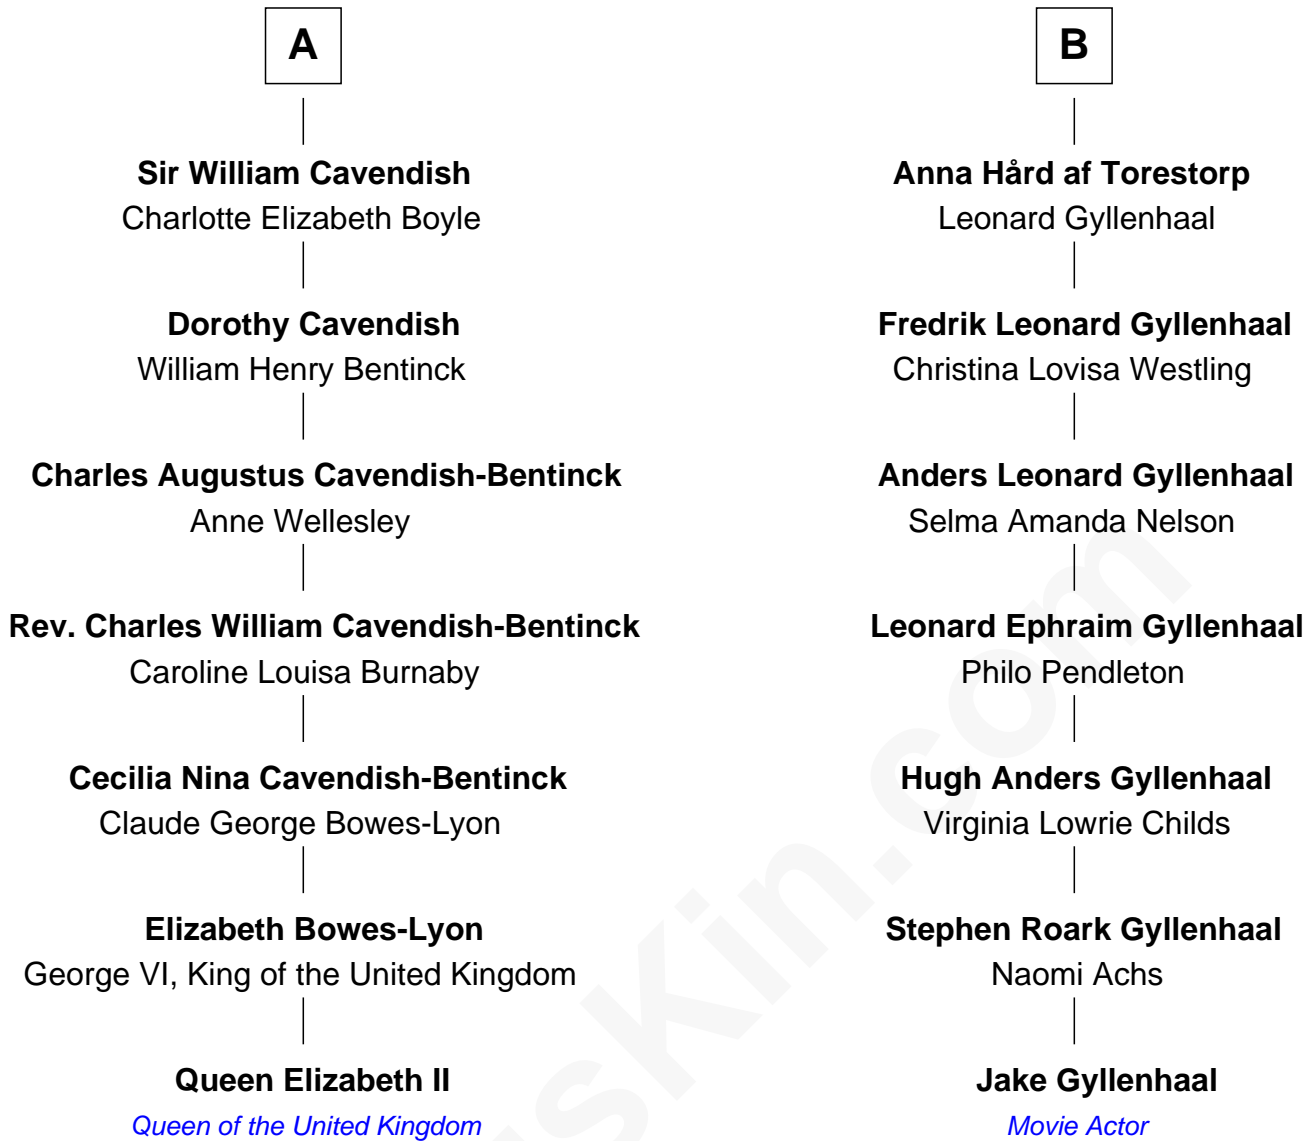 A
Sir William Cavendish
Charlotte Elizabeth Boyle
Dorothy Cavendish
William Henry Bentinck
Charles Augustus Cavendish-Bentinck
Anne Wellesley
Rev. Charles William Cavendish-Bentinck
Caroline Louisa Burnaby
Cecilia Nina Cavendish-Bentinck
Claude George Bowes-Lyon
Elizabeth Bowes-Lyon
George VI, King of the United Kingdom
Queen Elizabeth II
Queen of the United Kingdom
B
Anna Hård af Torestorp
Leonard Gyllenhaal
Fredrik Leonard Gyllenhaal
Christina Lovisa Westling
Anders Leonard Gyllenhaal
Selma Amanda Nelson
Leonard Ephraim Gyllenhaal
Philo Pendleton
Hugh Anders Gyllenhaal
Virginia Lowrie Childs
Stephen Roark Gyllenhaal
Naomi Achs
Jake Gyllenhaal
Movie Actor